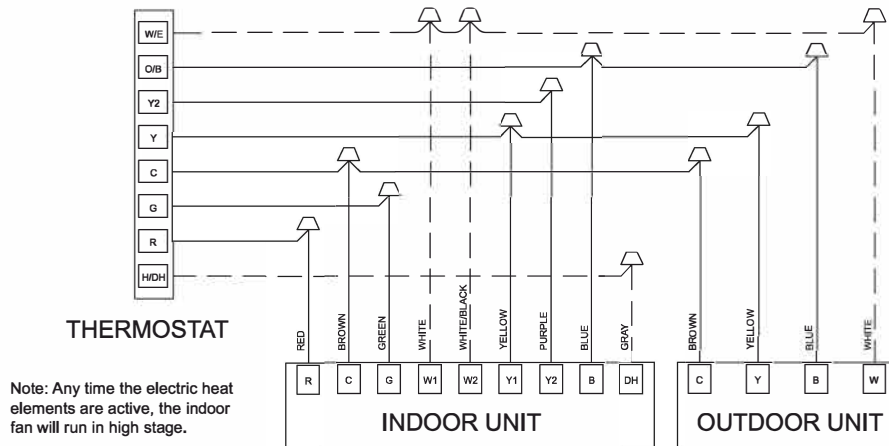 W/E
O/B
Y2
Y
C
G
R
H/DH
THERMOSTAT
RED
BROWN
GREEN
WHITE
WHITE/BLACK
YELLOW
PURPLE
BLUE
GRAY
BROWN
YELLOW
BLUE
WHITE
R C G W1 W2 Y1 Y2 B DH
C Y B W
INDOOR UNIT
OUTDOOR UNIT
Note: Any time the electric heat
elements are active, the indoor
fan will run in high stage.